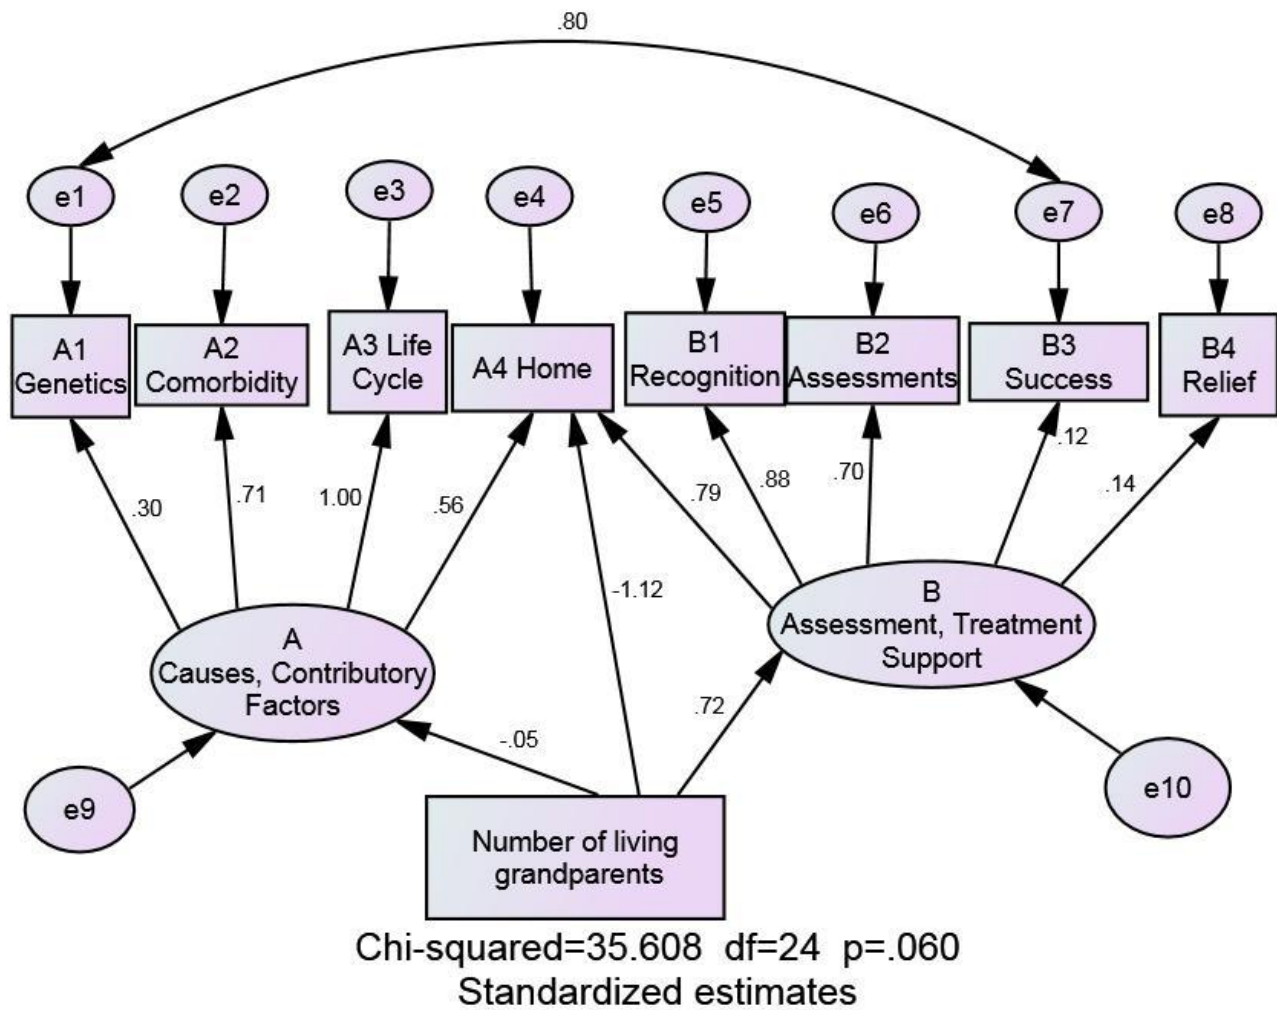 .80
e1
e2
e3
e4
e5
e6
e7
e8
A1
Genetics
A2
Comorbidity
A3 Life
Cycle
A4 Home
B1
Recognition
B2
Assessments
B3
Success
B4
Relief
.30
.71
1.00
.56
.79
.88
.70
.12
.14
-1.12
A
Causes, Contributory
Factors
B
Assessment, Treatment
Support
-.05
.72
e9
e10
Number of living
grandparents
Chi-squared=35.608 df=24 p=.060
Standardized estimates